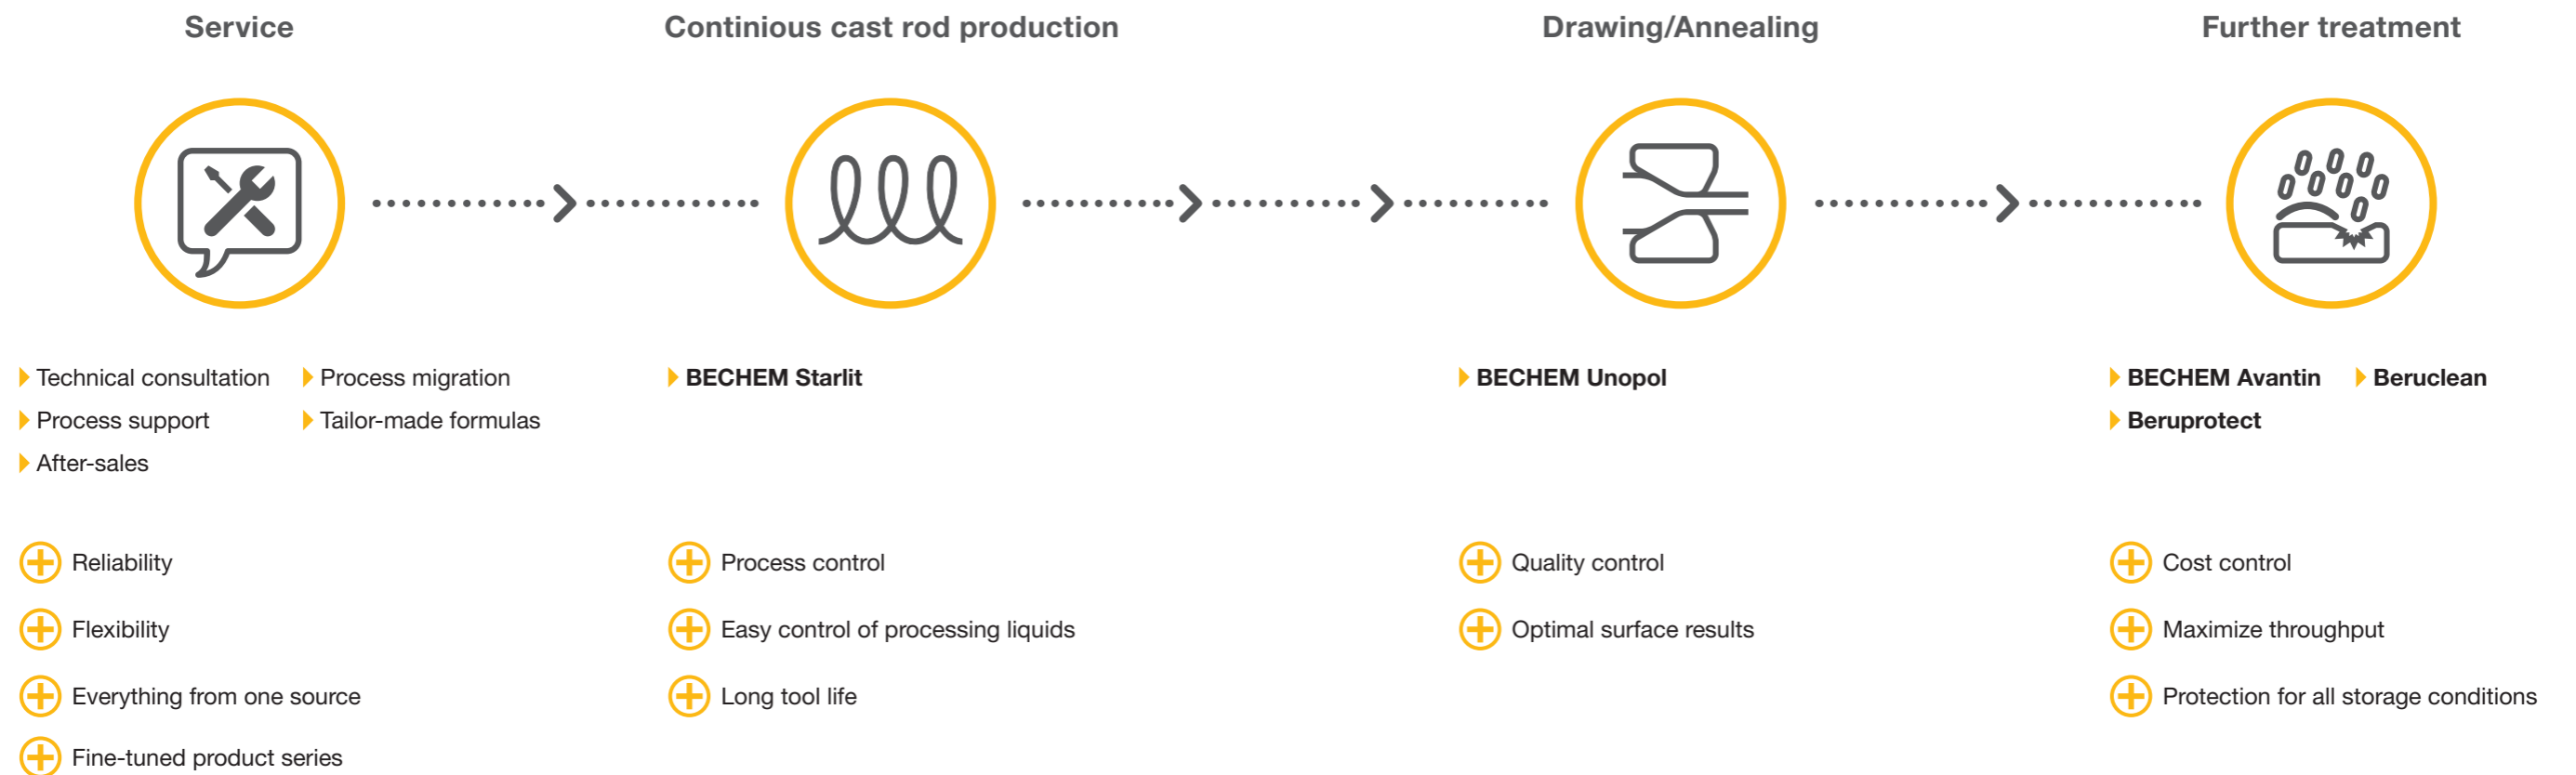 Service
Continious cast rod production
Drawing/Annealing
Further treatment
Technical consultation
Process migration
Process support
Tailor-made formulas
After-sales
BECHEM Starlit
BECHEM Unopol
BECHEM Avantin
Beruclean
Beruprotect
Reliability
Flexibility
Everything from one source
Fine-tuned product series
Process control
Easy control of processing liquids
Long tool life
Quality control
Optimal surface results
Cost control
Maximize throughput
Protection for all storage conditions